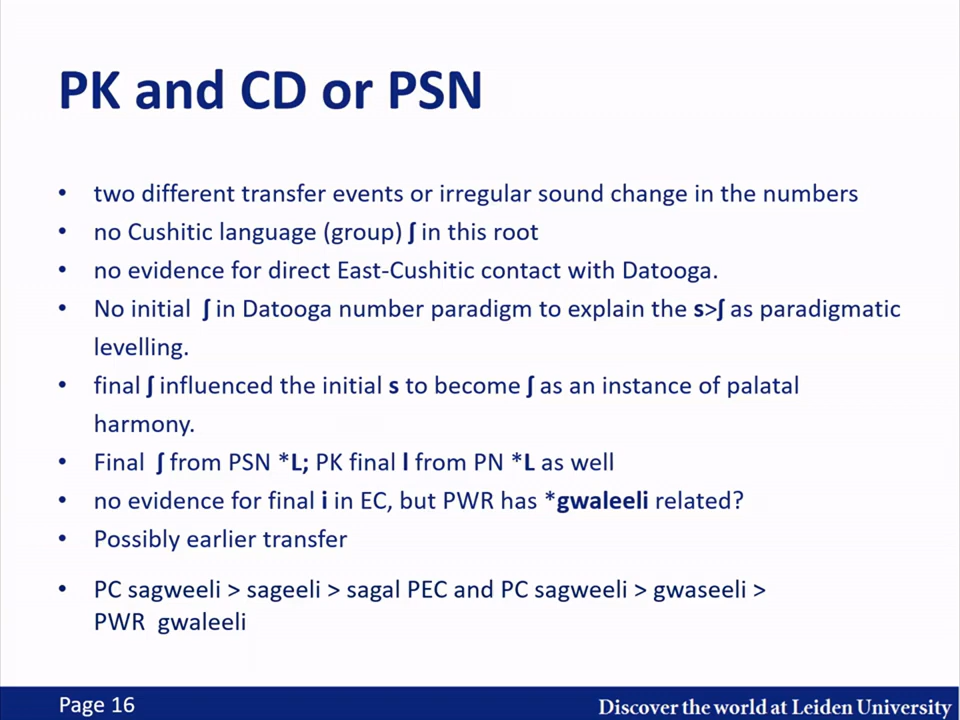 PK and CD or PSN
• two different transfer events or irregular sound change in the numbers
• no Cushitic language (group) ʃ in this root
• no evidence for direct East-Cushitic contact with Datooga.
• No initial ʃ in Datooga number paradigm to explain the s>ʃ as paradigmatic
levelling.
• final ʃ influenced the initial s to become ʃ as an instance of palatal
harmony.
• Final ʃ from PSN *L; PK final l from PN *L as well
• no evidence for final i in EC, but PWR has *gwaleeli related?
• Possibly earlier transfer
• PC sagweeli > sageeli > sagal PEC and PC sagweeli > gwaseeli >
PWR gwaleeli
Page 16
Discover the world at Leiden University